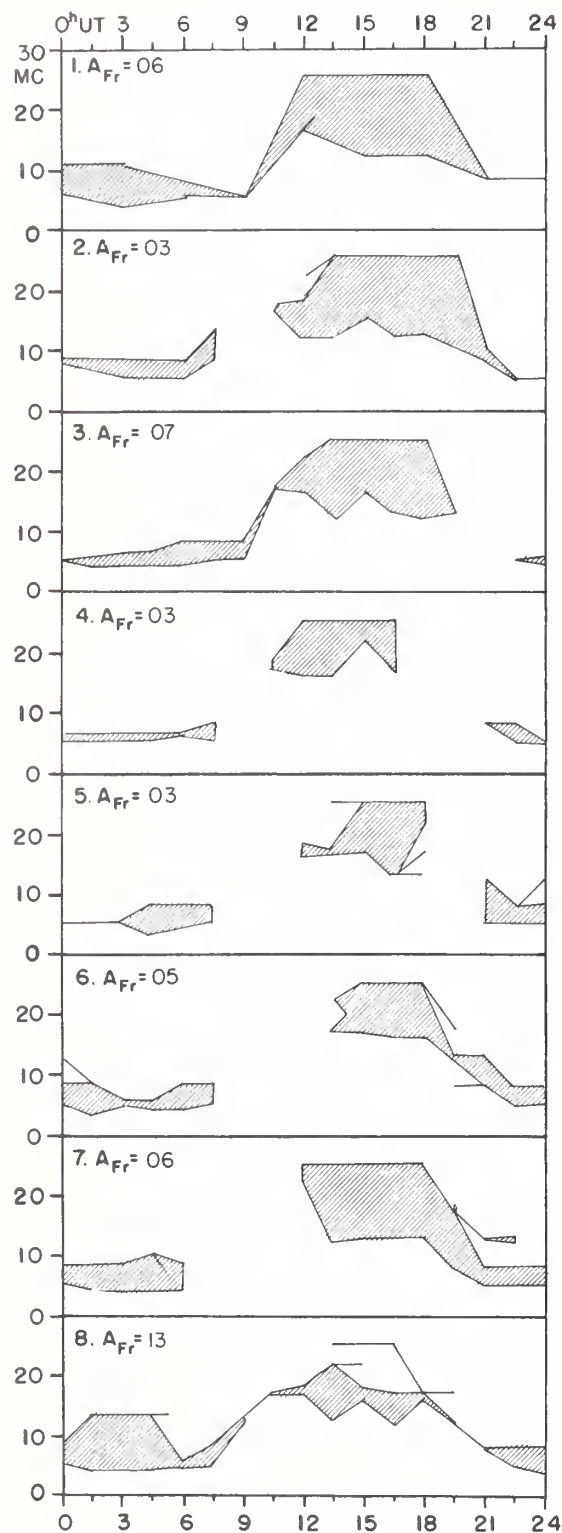 0ʰUT 3 6 9 12 15 18 21 24
30
MC
1. A_Fr = 06
20
10
0
2. A_Fr = 03
20
10
0
3. A_Fr = 07
20
10
0
4. A_Fr = 03
20
10
0
5. A_Fr = 03
20
10
0
6. A_Fr = 05
20
10
0
7. A_Fr = 06
20
10
0
8. A_Fr = 13
20
10
0
0 3 6 9 12 15 18 21 24